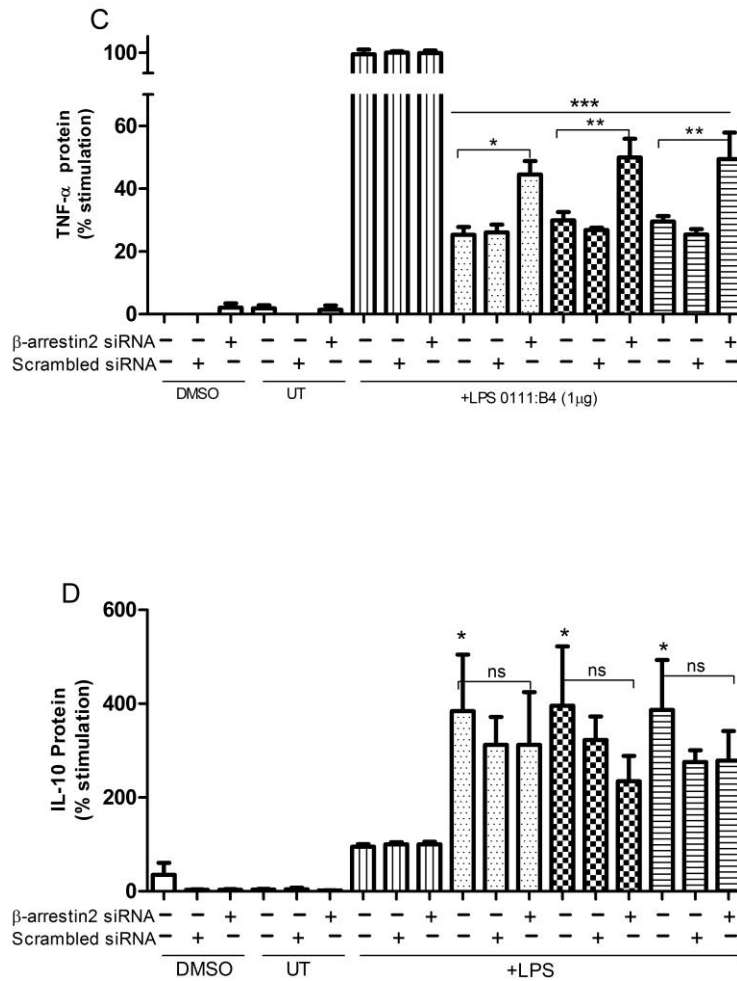 C
100
***
60
*
**
**
40
20
0
TNF-α protein
(% stimulation)
β-arrestin2 siRNA – – + – – + – – + – – + – – + – – +
Scrambled siRNA – + – – + – – + – – + – – + – – + –
DMSO UT +LPS 0111:B4 (1μg)
D
600
* * *
ns ns ns
400
200
0
IL-10 Protein
(% stimulation)
β-arrestin2 siRNA – – + – – + – – + – – + – – + – – +
Scrambled siRNA – + – – + – – + – – + – – + – – + –
DMSO UT +LPS